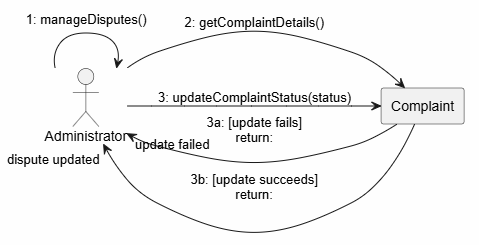 1: manageDisputes()
2: getComplaintDetails()
3: updateComplaintStatus(status)
Complaint
3a: [update fails]
return:
Administrator
update failed
dispute updated
3b: [update succeeds]
return: